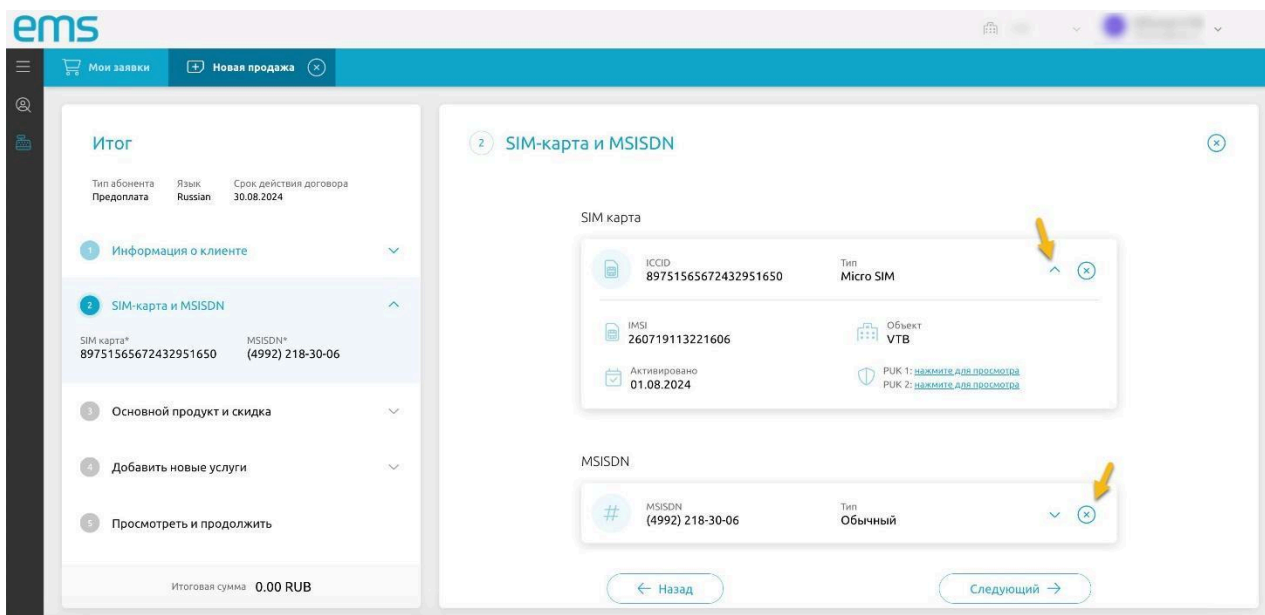 ems
Мои заявки
Новая продажа
Итог
Тип абонента Язык Срок действия договора
Предоплата Russian 30.08.2024
1 Информация о клиенте
2 SIM-карта и MSISDN
SIM карта* MSISDN*
89751565672432951650 (4992) 218-30-06
3 Основной продукт и скидка
4 Добавить новые услуги
5 Просмотреть и продолжить
Итоговая сумма 0.00 RUB
2 SIM-карта и MSISDN
SIM карта
ICCID Тип
89751565672432951650 Micro SIM
IMSI Объект
260719113221606 VTB
Активировано PUK 1: нажмите для просмотра
01.08.2024 PUK 2: нажмите для просмотра
MSISDN
# MSISDN Тип
(4992) 218-30-06 Обычный
← Назад Следующий →